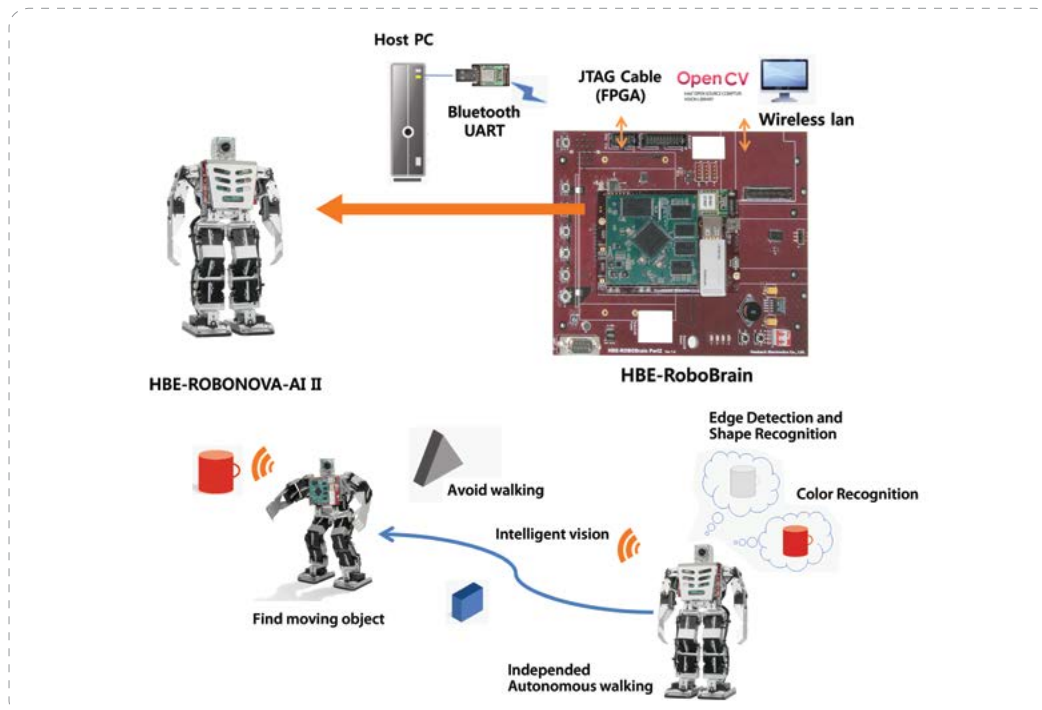 Host PC
Bluetooth
UART
JTAG Cable
(FPGA)
OpenCV
Wireless lan
HBE-ROBONOVA-AI II
HBE-RoboBrain
Edge Detection and
Shape Recognition
Color Recognition
Avoid walking
Intelligent vision
Find moving object
Independed
Autonomous walking